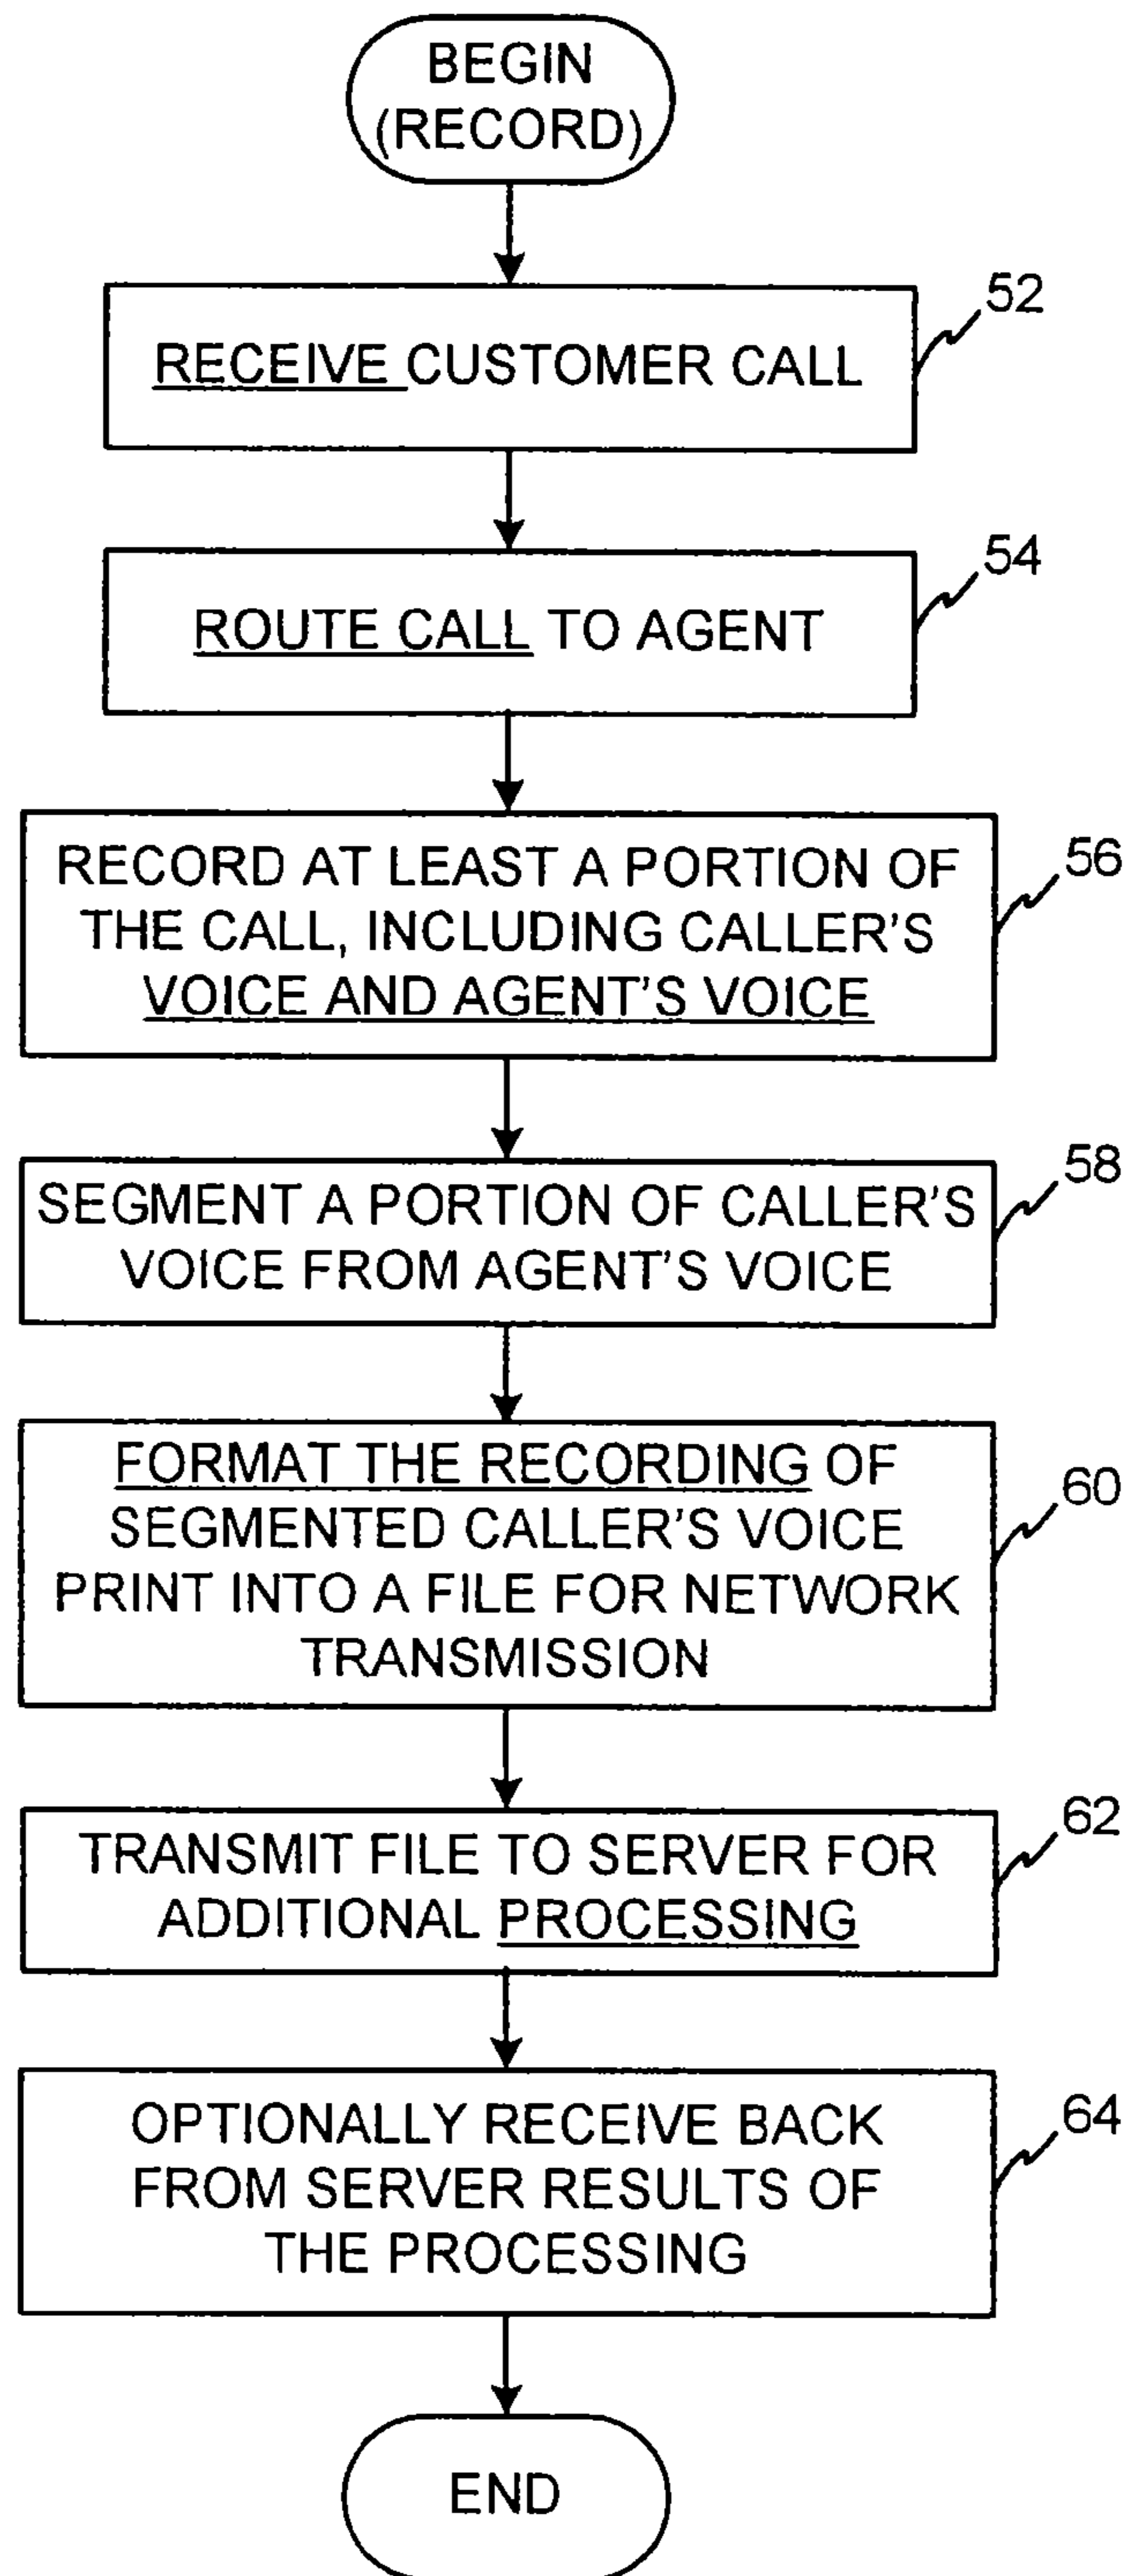 BEGIN
(RECORD)
52
RECEIVE CUSTOMER CALL
54
ROUTE CALL TO AGENT
56
RECORD AT LEAST A PORTION OF
THE CALL, INCLUDING CALLER'S
VOICE AND AGENT'S VOICE
58
SEGMENT A PORTION OF CALLER'S
VOICE FROM AGENT'S VOICE
60
FORMAT THE RECORDING OF
SEGMENTED CALLER'S VOICE
PRINT INTO A FILE FOR NETWORK
TRANSMISSION
62
TRANSMIT FILE TO SERVER FOR
ADDITIONAL PROCESSING
64
OPTIONALLY RECEIVE BACK
FROM SERVER RESULTS OF
THE PROCESSING
END